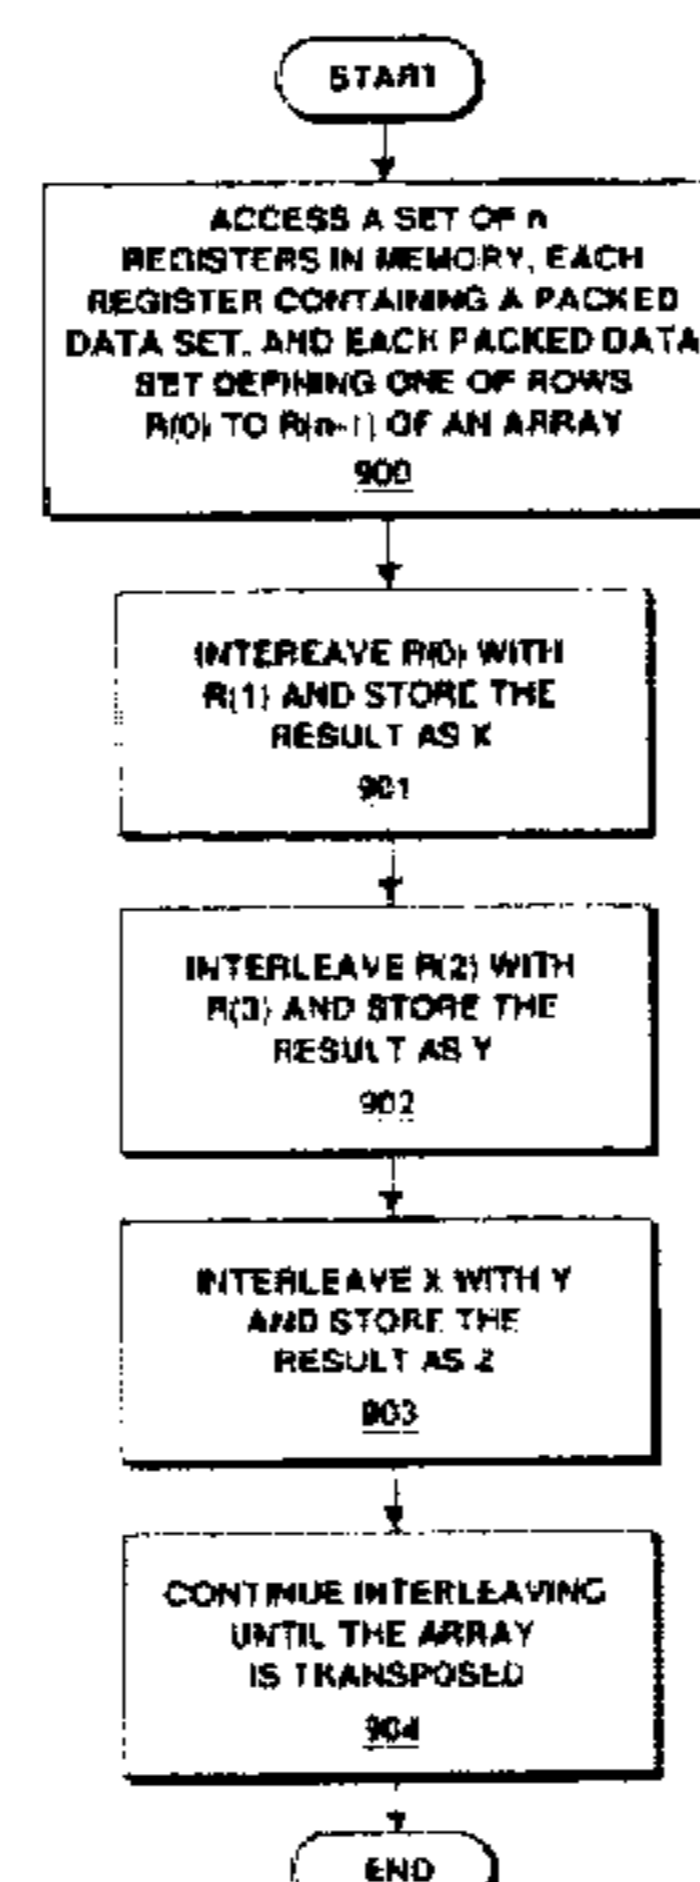 START
ACCESS A SET OF n
REGISTERS IN MEMORY, EACH
REGISTER CONTAINING A PACKED
DATA SET, AND EACH PACKED DATA
SET DEFINING ONE OF ROWS
R(0) TO R(n-1) OF AN ARRAY
900
INTEREAVE R(0) WITH
R(1) AND STORE THE
RESULT AS X
901
INTERLEAVE R(2) WITH
R(3) AND STORE THE
RESULT AS Y
902
INTERLEAVE X WITH Y
AND STORE THE
RESULT AS Z
903
CONTINUE INTERLEAVING
UNTIL THE ARRAY
IS TRANSPOSED
904
END